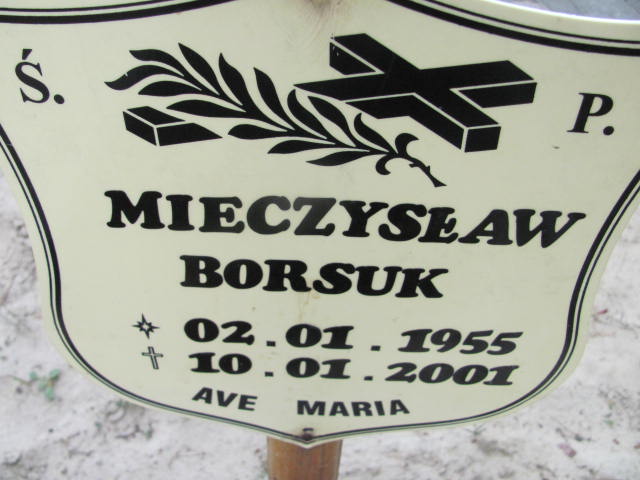 Ś. P.
MIECZYSŁAW
BORSUK
02.01.1955
10.01.2001
AVE MARIA